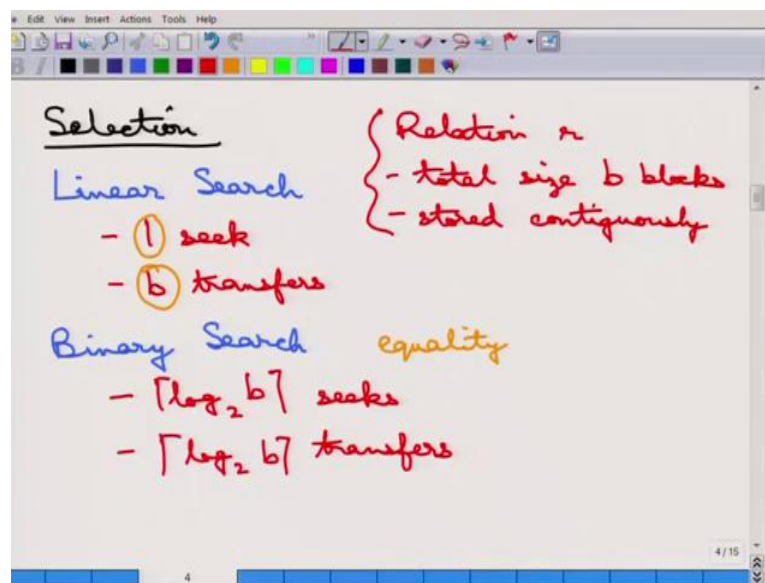 Edit View Insert Actions Tools Help
Selection
Linear Search
- 1 seek
- b transfers
Binary Search equality
- ⌈log₂ b⌉ seeks
- ⌈log₂ b⌉ transfers
Relation r
- total size b blocks
- stored contiguously
4/15
4